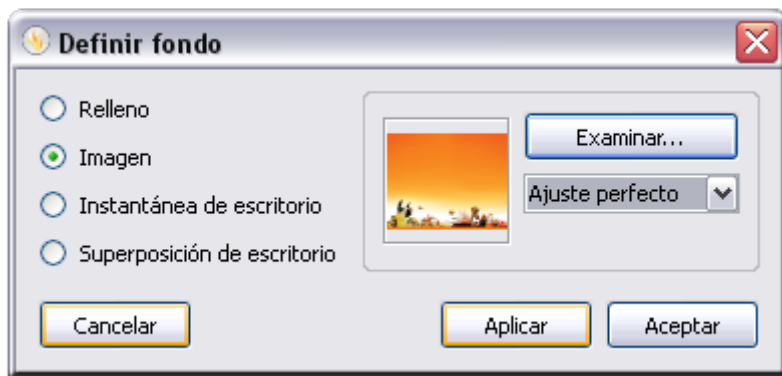 Definir fondo
Relleno
Imagen
Instantánea de escritorio
Superposición de escritorio
Examinar...
Ajuste perfecto
Cancelar
Aplicar
Aceptar